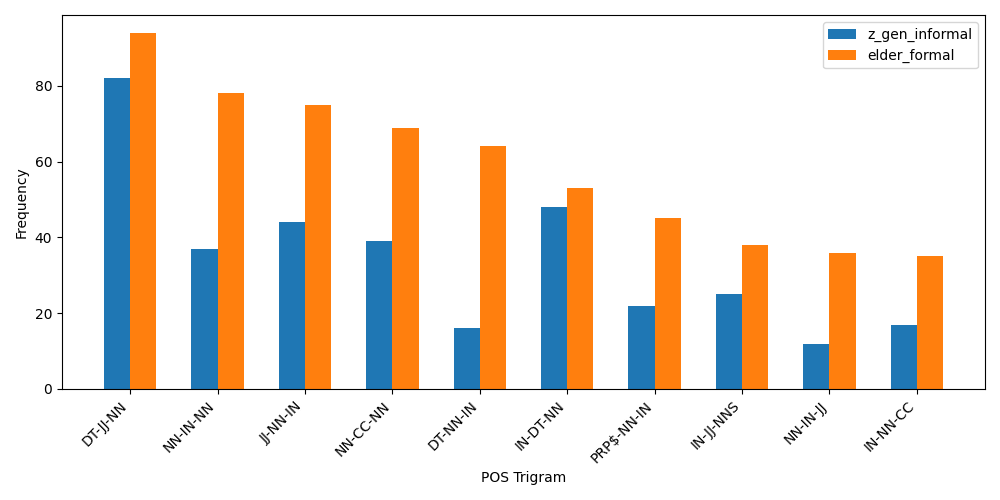 z_gen_informal
elder_formal
Frequency
80
60
40
20
0
DT-JJ-NN
NN-IN-NN
JJ-NN-IN
NN-CC-NN
DT-NN-IN
IN-DT-NN
PRP$-NN-IN
IN-JJ-NNS
NN-IN-JJ
IN-NN-CC
POS Trigram